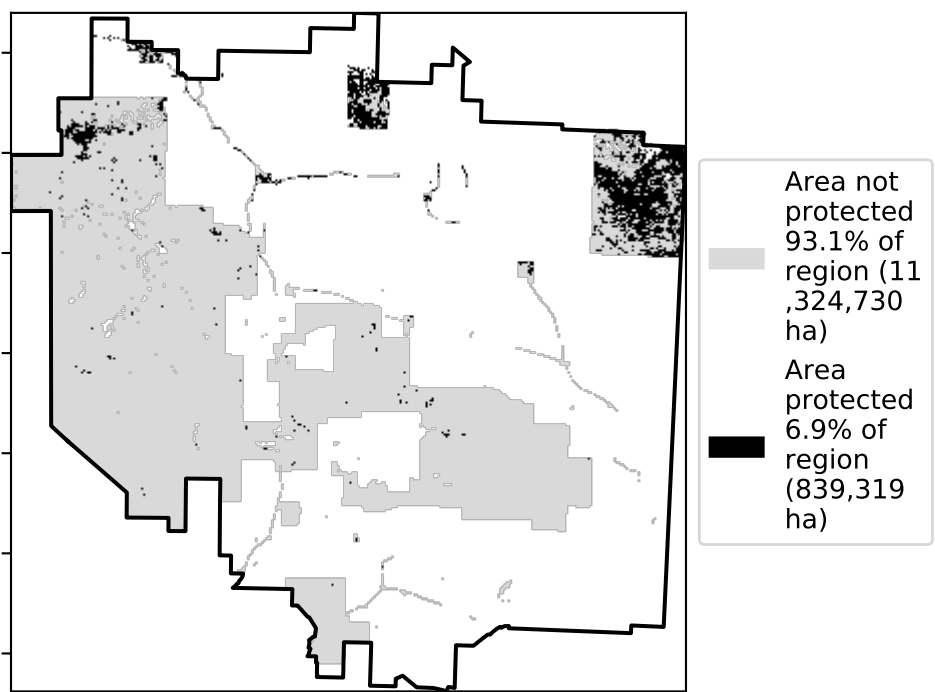 Area not
protected
93.1% of
region (11
,324,730
ha)
Area
protected
6.9% of
region
(839,319
ha)